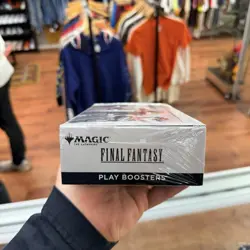 MAGIC
THE GATHERING
FINAL FANTASY
PLAY BOOSTERS